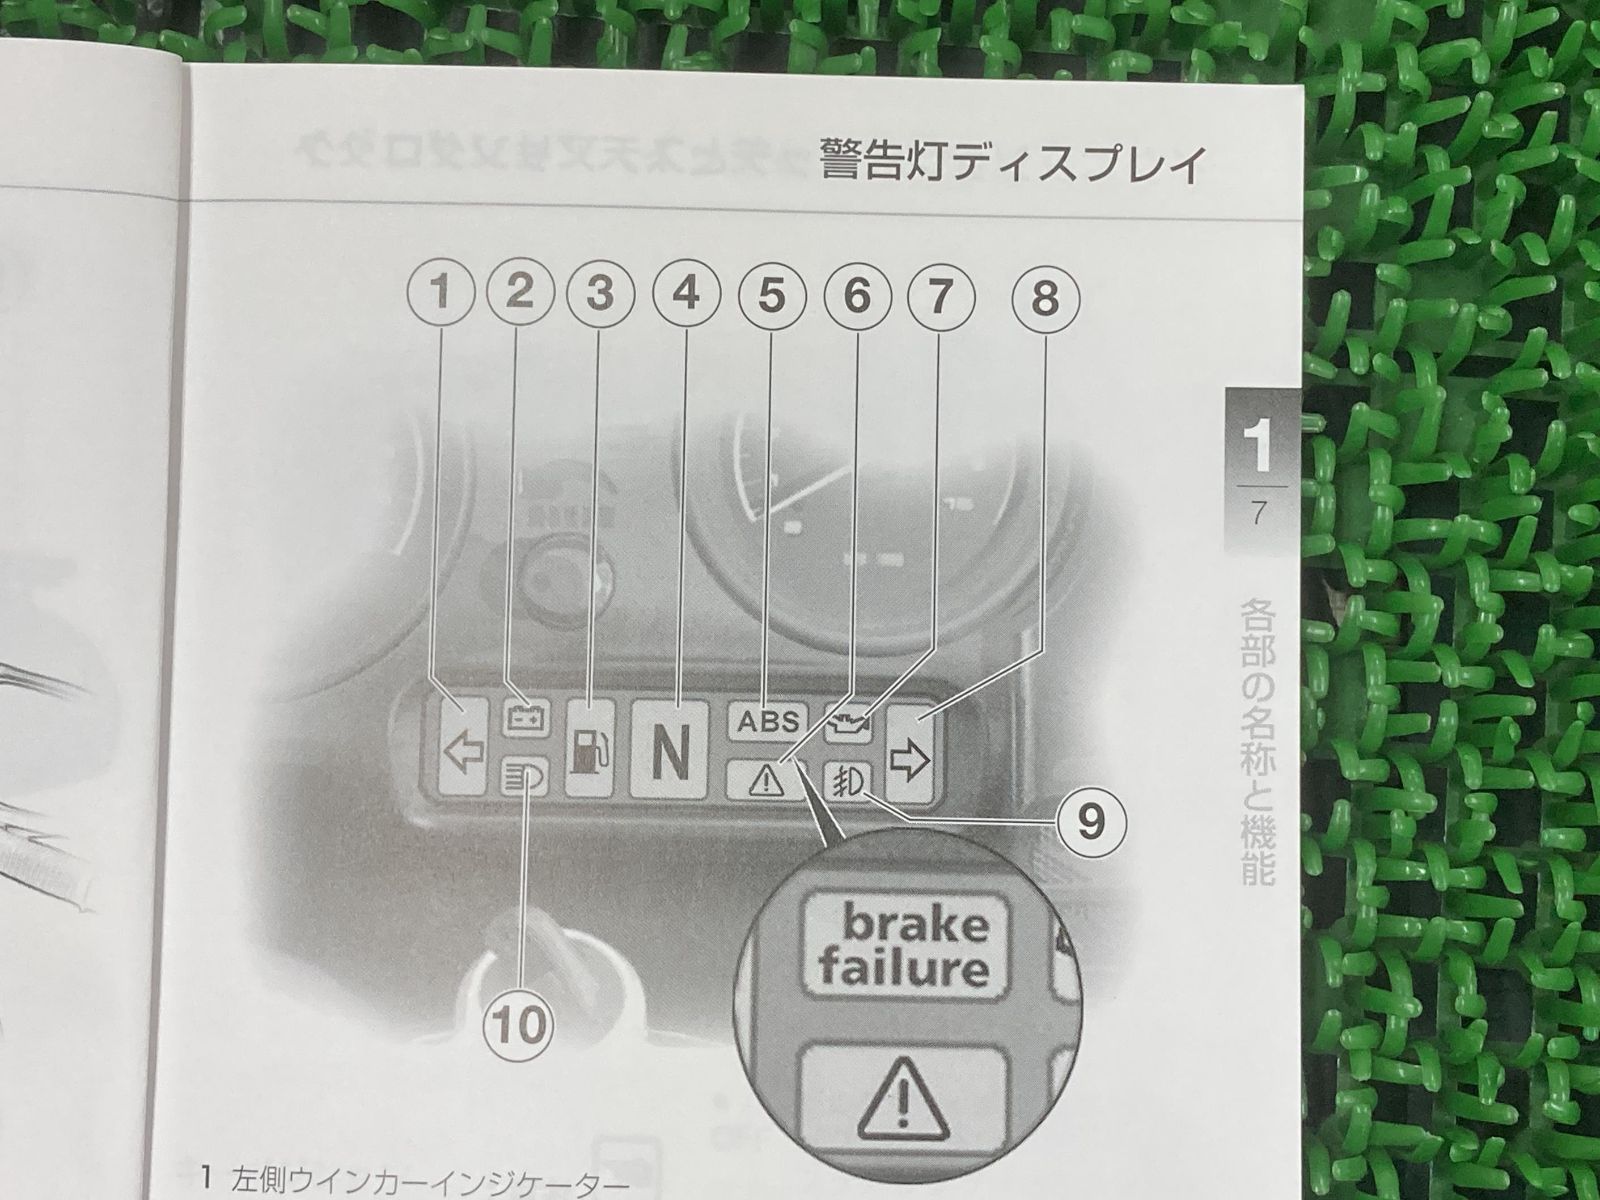 警告灯ディスプレイ
1 2 3 4 5 6 7 8
1
7
各部の名称と機能
N
ABS
9
brake
failure
10
1 左側ウインカーインジケーター